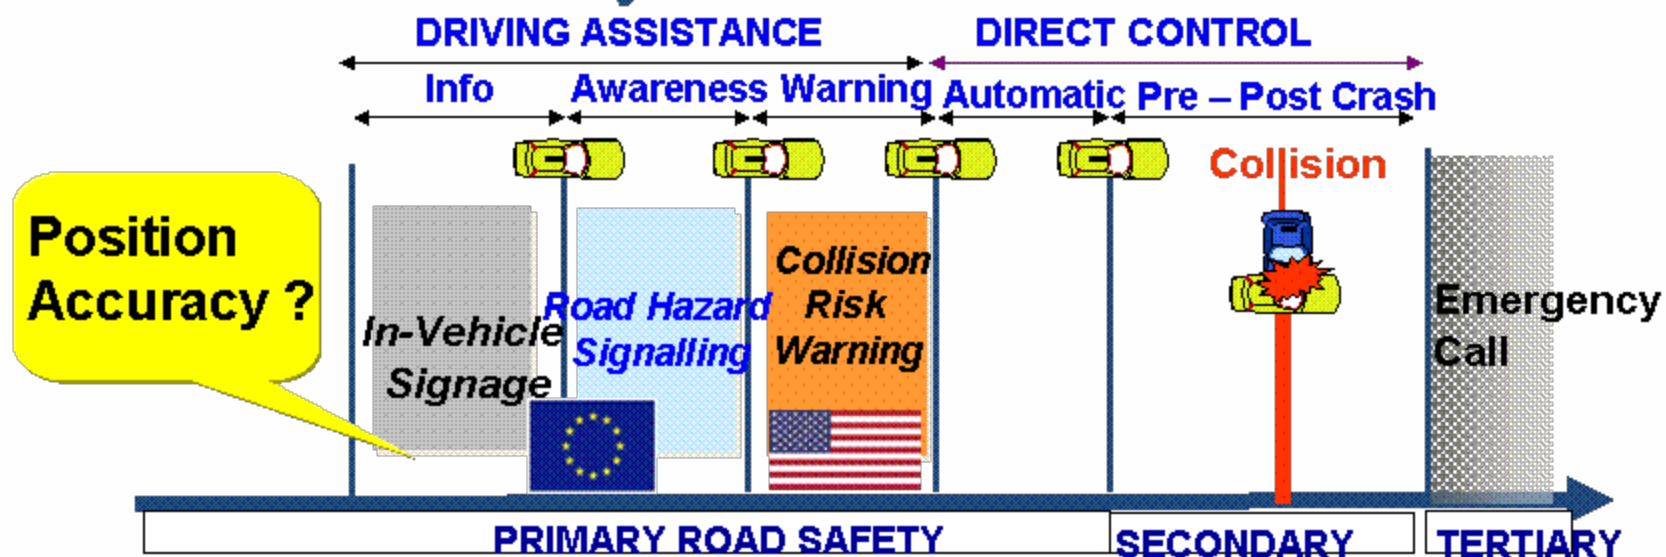 DRIVING ASSISTANCE
DIRECT CONTROL
Info
Awareness
Warning
Automatic
Pre – Post Crash
Collision
Position
Accuracy ?
In-Vehicle
Signage
Road Hazard
Signalling
Collision
Risk
Warning
Emergency
Call
PRIMARY ROAD SAFETY
SECONDARY
TERTIARY